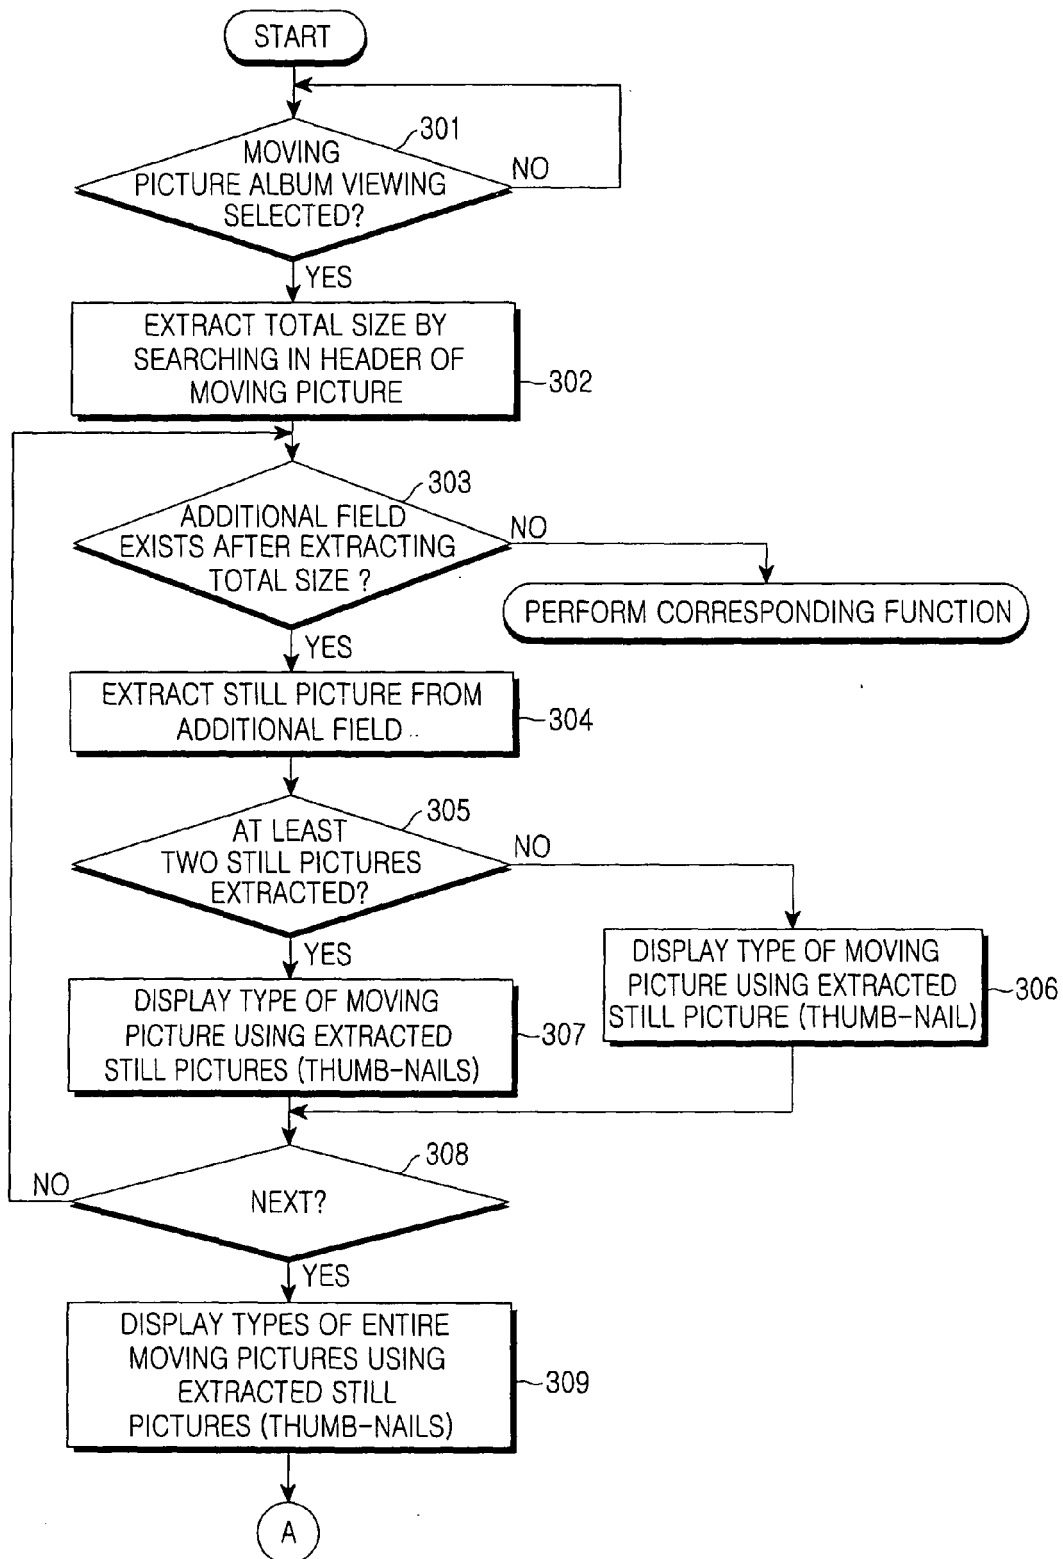 START
301
MOVING
PICTURE ALBUM VIEWING
SELECTED?
NO
YES
EXTRACT TOTAL SIZE BY
SEARCHING IN HEADER OF
MOVING PICTURE
302
303
ADDITIONAL FIELD
EXISTS AFTER EXTRACTING
TOTAL SIZE ?
NO
PERFORM CORRESPONDING FUNCTION
YES
EXTRACT STILL PICTURE FROM
ADDITIONAL FIELD
304
305
AT LEAST
TWO STILL PICTURES
EXTRACTED?
NO
YES
DISPLAY TYPE OF MOVING
PICTURE USING EXTRACTED
STILL PICTURE (THUMB-NAIL)
306
DISPLAY TYPE OF MOVING
PICTURE USING EXTRACTED
STILL PICTURES (THUMB-NAILS)
307
308
NO
NEXT?
YES
DISPLAY TYPES OF ENTIRE
MOVING PICTURES USING
EXTRACTED STILL
PICTURES (THUMB-NAILS)
309
A